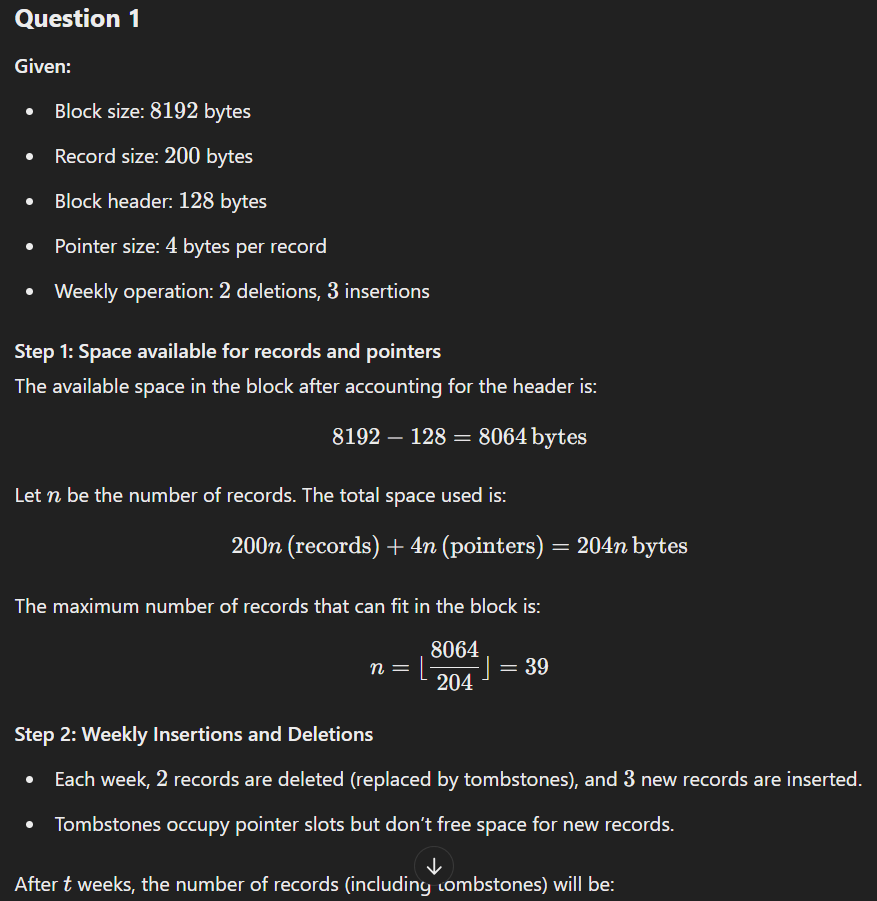 Question 1
Given:
• Block size: 8192 bytes
• Record size: 200 bytes
• Block header: 128 bytes
• Pointer size: 4 bytes per record
• Weekly operation: 2 deletions, 3 insertions
Step 1: Space available for records and pointers
The available space in the block after accounting for the header is:
8192 − 128 = 8064 bytes
Let n be the number of records. The total space used is:
200n (records) + 4n (pointers) = 204n bytes
The maximum number of records that can fit in the block is:
n = ⌊8064/204⌋ = 39
Step 2: Weekly Insertions and Deletions
• Each week, 2 records are deleted (replaced by tombstones), and 3 new records are inserted.
• Tombstones occupy pointer slots but don’t free space for new records.
After t weeks, the number of records (including tombstones) will be: